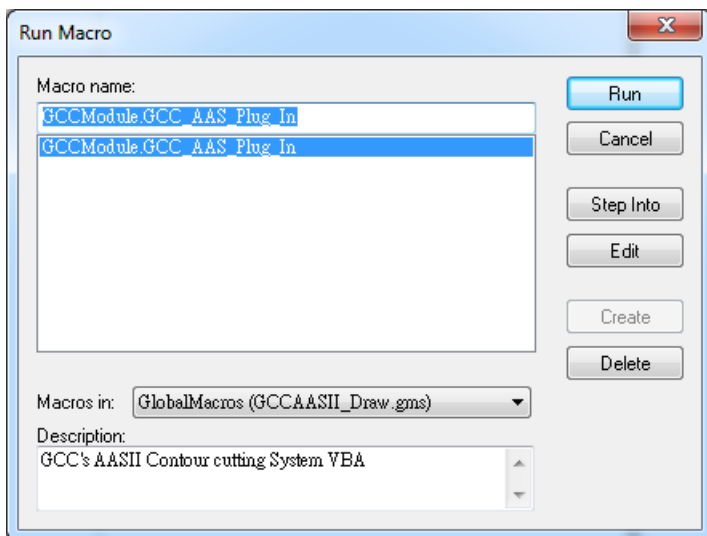 Run Macro
Macro name:
GCCModule.GCC_AAS_Plug_In
GCCModule.GCC_AAS_Plug_In
Run
Cancel
Step Into
Edit
Create
Delete
Macros in: GlobalMacros (GCCAASII_Draw.gms)
Description:
GCC's AASII Contour cutting System VBA